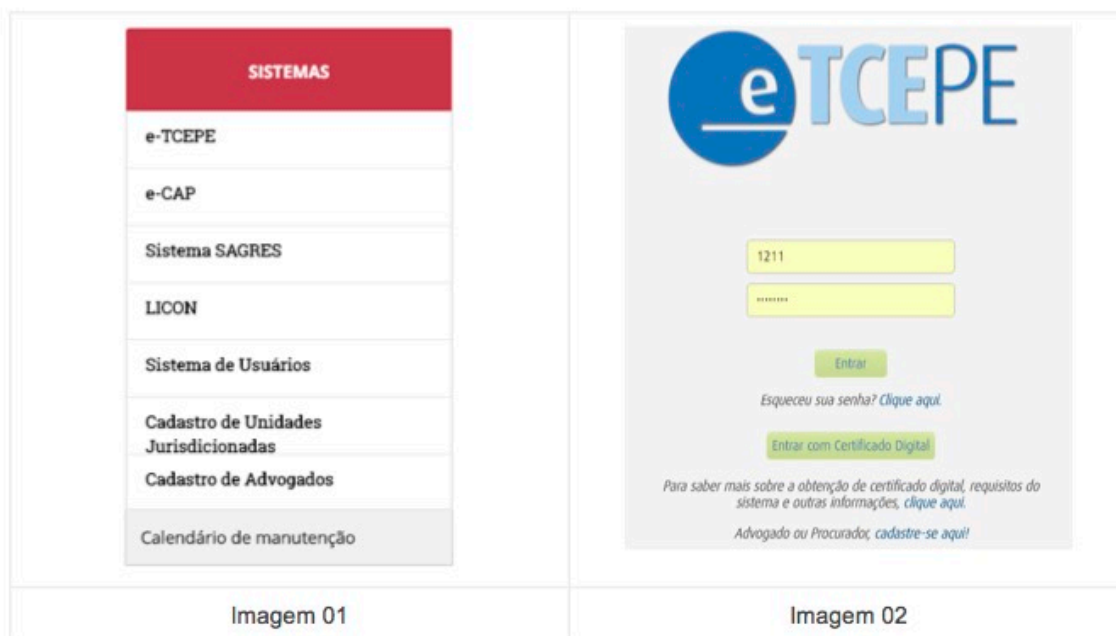 SISTEMAS
e-TCEPE
e-CAP
Sistema SAGRES
LICON
Sistema de Usuários
Cadastro de Unidades
Jurisdicionadas
Cadastro de Advogados
Calendário de manutenção
Imagem 01
eTCEPE
1211
••••••••
Entrar
Esqueceu sua senha? Clique aqui.
Entrar com Certificado Digital
Para saber mais sobre a obtenção de certificado digital, requisitos do
sistema e outras informações, clique aqui.
Advogado ou Procurador, cadastre-se aqui!
Imagem 02